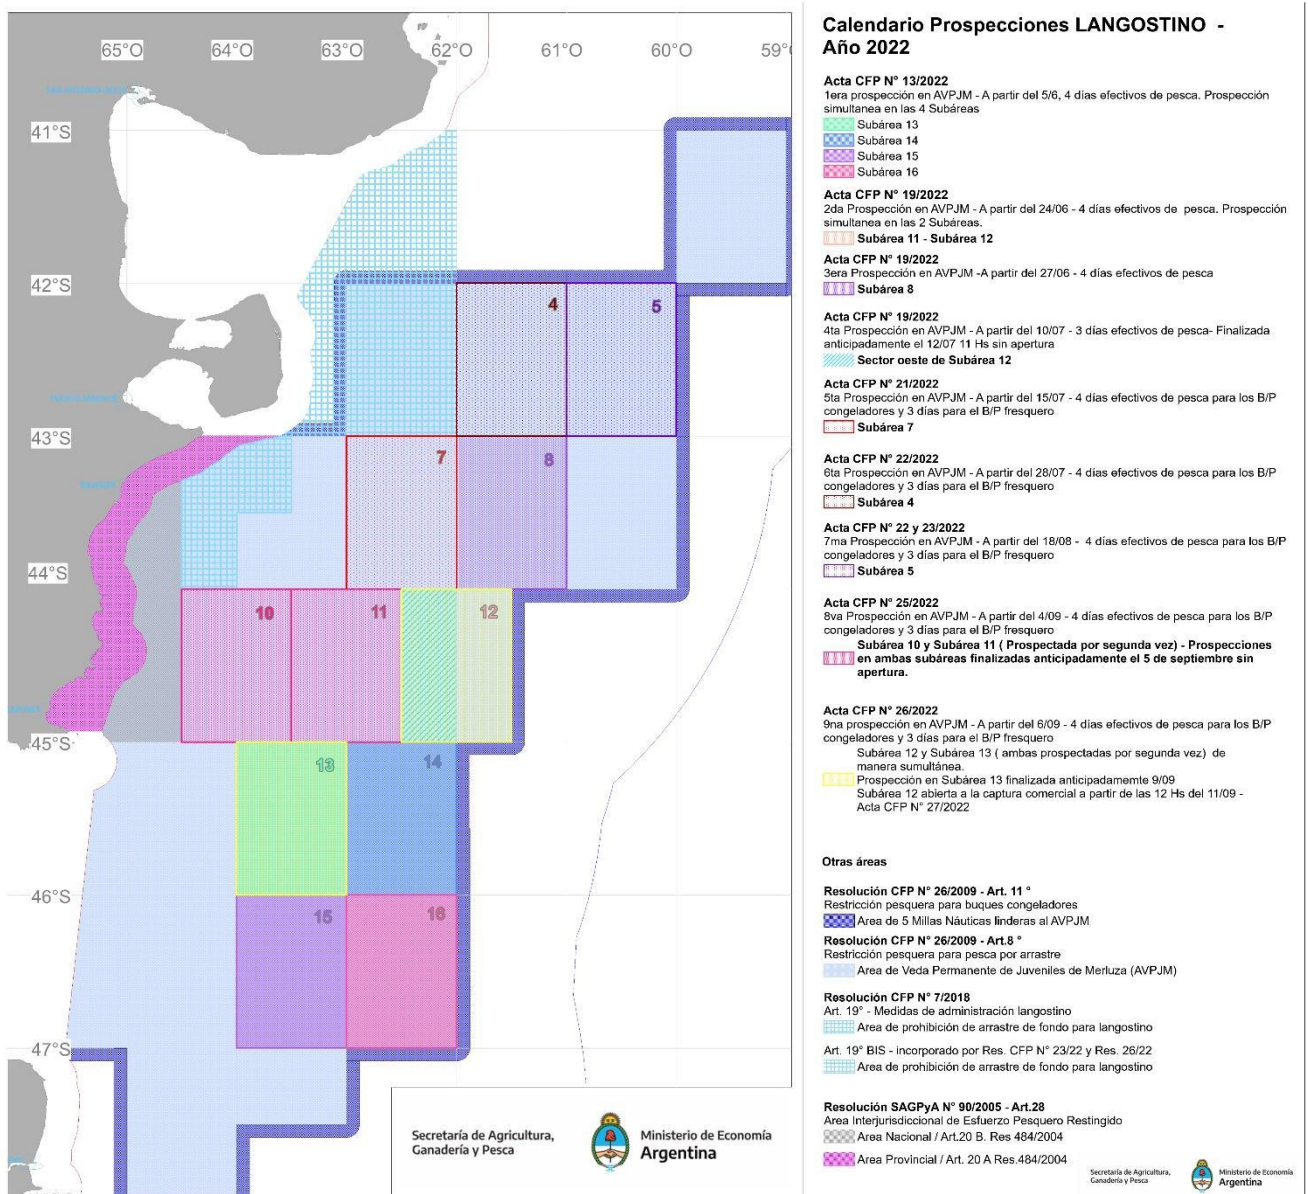 65°O 64°O 63°O 62°O 61°O 60°O 59°
41°S
42°S
43°S
44°S
45°S
46°S
47°S
4
5
7
8
10
11
12
13
14
15
16
Secretaría de Agricultura,
Ganadería y Pesca
Ministerio de Economía
Argentina
Calendario Prospecciones LANGOSTINO -
Año 2022
Acta CFP N° 13/2022
1era prospección en AVPJM - A partir del 5/6, 4 días efectivos de pesca. Prospección
simultanea en las 4 Subáreas
Subárea 13
Subárea 14
Subárea 15
Subárea 16
Acta CFP N° 19/2022
2da Prospección en AVPJM - A partir del 24/06 - 4 días efectivos de pesca. Prospección
simultanea en las 2 Subáreas.
Subárea 11 - Subárea 12
Acta CFP N° 19/2022
3era Prospección en AVPJM -A partir del 27/06 - 4 días efectivos de pesca
Subárea 8
Acta CFP N° 19/2022
4ta Prospección en AVPJM - A partir del 10/07 - 3 días efectivos de pesca- Finalizada
anticipadamente el 12/07 11 Hs sin apertura
Sector oeste de Subárea 12
Acta CFP N° 21/2022
5ta Prospección en AVPJM - A partir del 15/07 - 4 días efectivos de pesca para los B/P
congeladores y 3 días para el B/P fresquero
Subárea 7
Acta CFP N° 22/2022
6ta Prospección en AVPJM - A partir del 28/07 - 4 días efectivos de pesca para los B/P
congeladores y 3 días para el B/P fresquero
Subárea 4
Acta CFP N° 22 y 23/2022
7ma Prospección en AVPJM - A partir del 18/08 - 4 días efectivos de pesca para los B/P
congeladores y 3 días para el B/P fresquero
Subárea 5
Acta CFP N° 25/2022
8va Prospección en AVPJM - A partir del 4/09 - 4 días efectivos de pesca para los B/P
congeladores y 3 días para el B/P fresquero
Subárea 10 y Subárea 11 ( Prospectada por segunda vez) - Prospecciones
en ambas subáreas finalizadas anticipadamente el 5 de septiembre sin
apertura.
Acta CFP N° 26/2022
9na prospección en AVPJM - A partir del 6/09 - 4 días efectivos de pesca para los B/P
congeladores y 3 días para el B/P fresquero
Subárea 12 y Subárea 13 ( ambas prospectadas por segunda vez) de
manera sumultánea.
Prospección en Subárea 13 finalizada anticipadamemte 9/09
Subárea 12 abierta a la captura comercial a partir de las 12 Hs del 11/09 -
Acta CFP N° 27/2022
Otras áreas
Resolución CFP N° 26/2009 - Art. 11 °
Restricción pesquera para buques congeladores
Area de 5 Millas Náuticas linderas al AVPJM
Resolución CFP N° 26/2009 - Art.8 °
Restricción pesquera para pesca por arrastre
Area de Veda Permanente de Juveniles de Merluza (AVPJM)
Resolución CFP N° 7/2018
Art. 19° - Medidas de administración langostino
Area de prohibición de arrastre de fondo para langostino
Art. 19° BIS - incorporado por Res. CFP N° 23/22 y Res. 26/22
Area de prohibición de arrastre de fondo para langostino
Resolución SAGPyA N° 90/2005 - Art.28
Area Interjurisdiccional de Esfuerzo Pesquero Restingido
Area Nacional / Art.20 B. Res 484/2004
Area Provincial / Art. 20 A Res.484/2004
Secretaría de Agricultura,
Ganadería y Pesca
Ministerio de Economía
Argentina